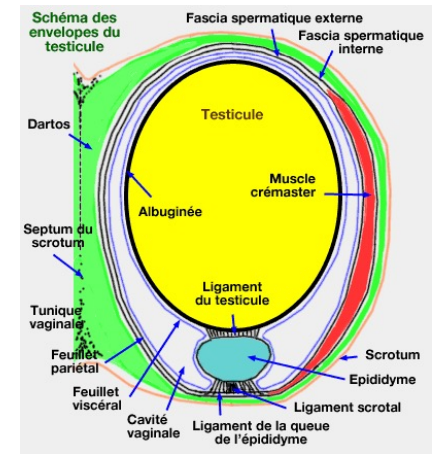 Schéma des
enveloppes du
testicule
Fascia spermatique externe
Fascia spermatique
interne
Testicule
Dartos
Muscle
crémaster
Albuginée
Septum du
scrotum
Ligament
du testicule
Tunique
vaginale
Feuillet
pariétal
Scrotum
Epididyme
Feuillet
viscéral
Ligament scrotal
Cavité
vaginale
Ligament de la queue
de l'épididyme